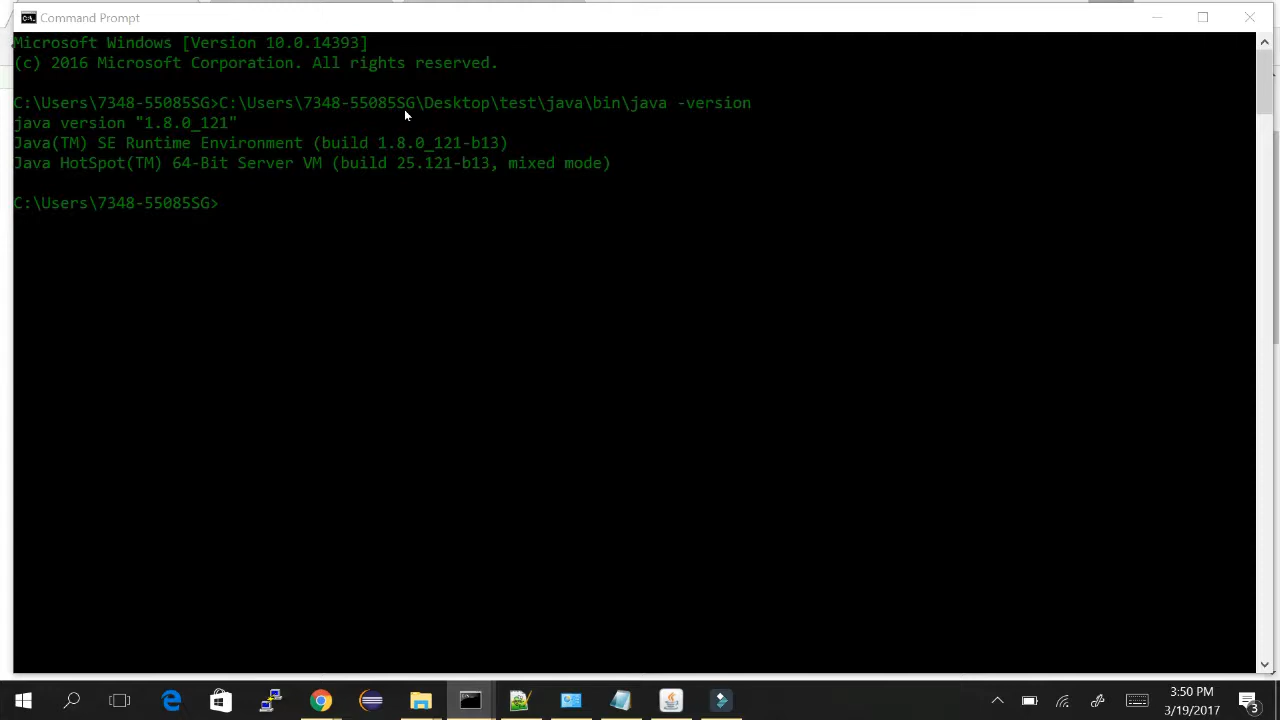 Command Prompt
Microsoft Windows [Version 10.0.14393]
(c) 2016 Microsoft Corporation. All rights reserved.
C:\Users\7348-55085SG>C:\Users\7348-55085SG\Desktop\test\java\bin\java -version
java version "1.8.0_121"
Java(TM) SE Runtime Environment (build 1.8.0_121-b13)
Java HotSpot(TM) 64-Bit Server VM (build 25.121-b13, mixed mode)
C:\Users\7348-55085SG>
3:50 PM
3/19/2017
3